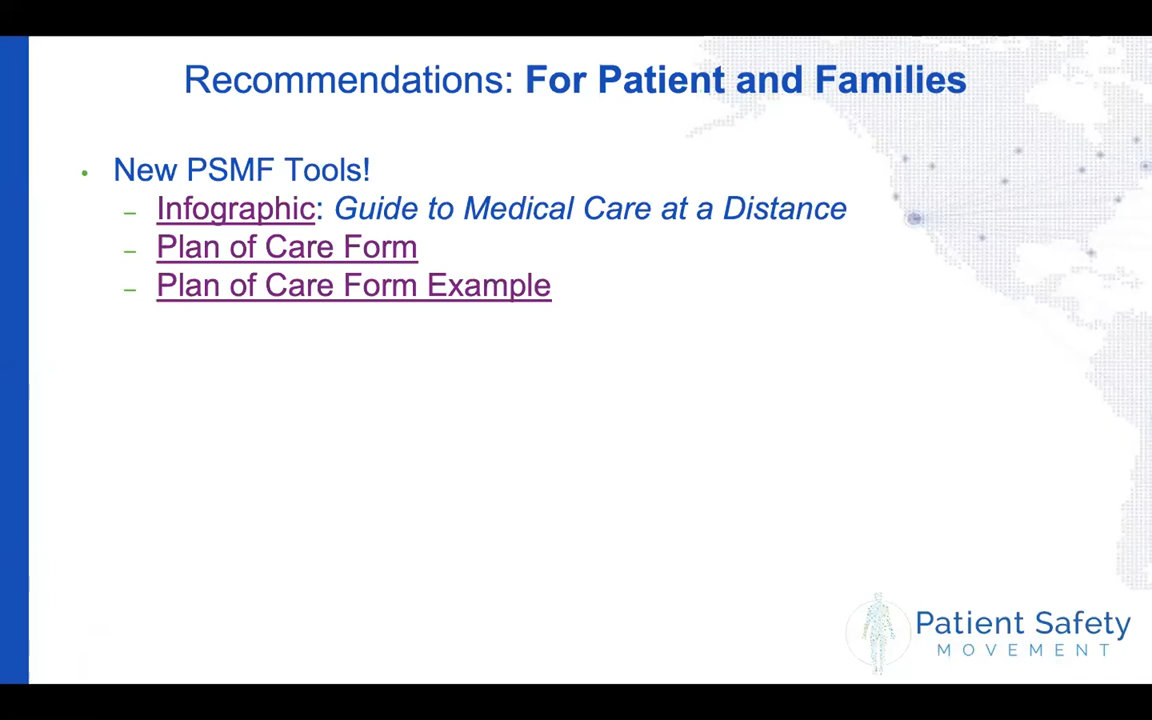 Recommendations: For Patient and Families
• New PSMF Tools!
– Infographic: Guide to Medical Care at a Distance
– Plan of Care Form
– Plan of Care Form Example
Patient Safety
MOVEMENT